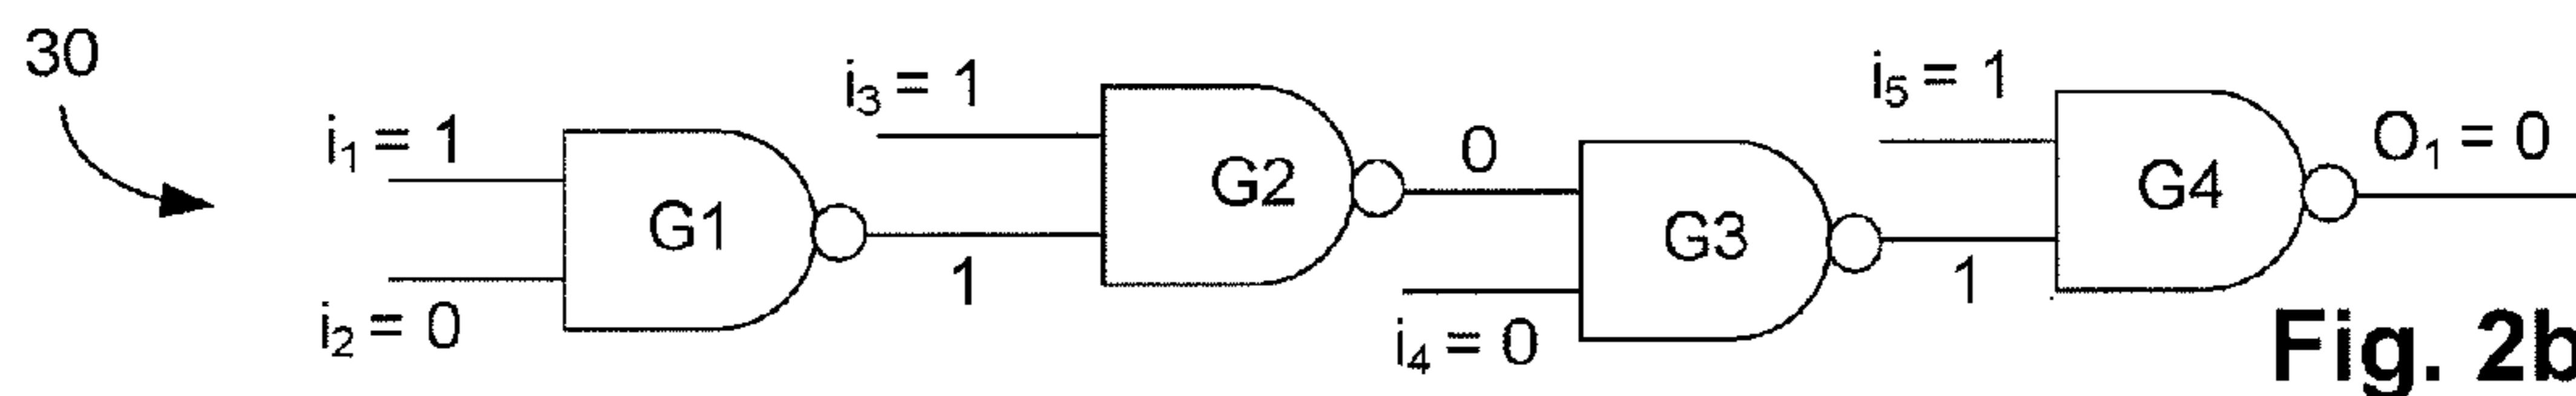 30
i₁ = 1
i₂ = 0
G1
1
i₃ = 1
G2
0
i₄ = 0
G3
1
i₅ = 1
G4
O₁ = 0
Fig. 2b